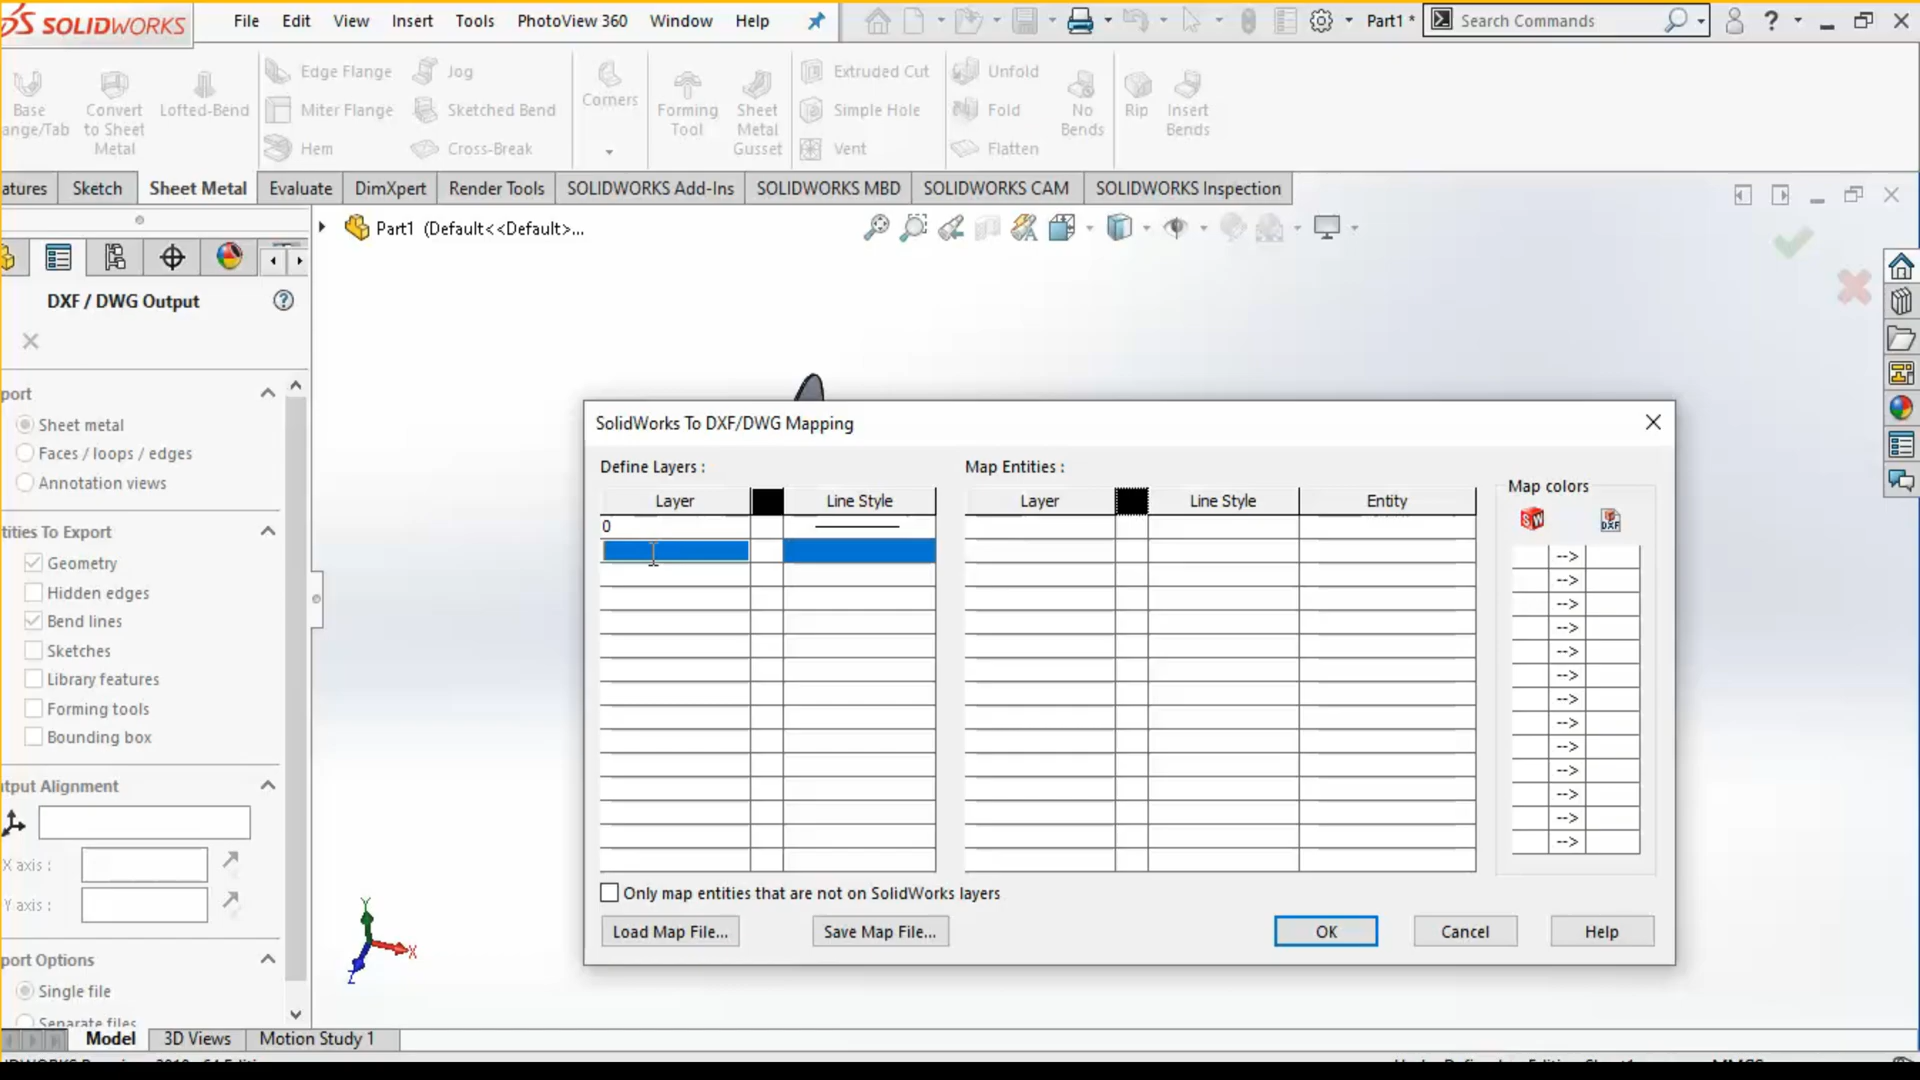 SOLIDWORKS File Edit View Insert Tools PhotoView 360 Window Help Part1 * Search Commands ?
Base
ange/Tab
Convert
to Sheet
Metal
Lofted-Bend
Edge Flange
Miter Flange
Hem
Jog
Sketched Bend
Cross-Break
Corners
Forming
Tool
Sheet
Metal
Gusset
Extruded Cut
Simple Hole
Vent
Unfold
Fold
Flatten
No
Bends
Rip
Insert
Bends
atures Sketch Sheet Metal Evaluate DimXpert Render Tools SOLIDWORKS Add-Ins SOLIDWORKS MBD SOLIDWORKS CAM SOLIDWORKS Inspection
Part1 (Default<<Default>...
DXF / DWG Output ?
port
Sheet metal
Faces / loops / edges
Annotation views
tities To Export
Geometry
Hidden edges
Bend lines
Sketches
Library features
Forming tools
Bounding box
tput Alignment
X axis :
Y axis :
port Options
Single file
Separate files
Y
X
Z
SolidWorks To DXF/DWG Mapping
Define Layers :
Layer Line Style
0
Map Entities :
Layer Line Style Entity
Map colors
SW DXF
-->
-->
-->
-->
-->
-->
-->
-->
-->
-->
-->
-->
-->
Only map entities that are not on SolidWorks layers
Load Map File... Save Map File... OK Cancel Help
Model 3D Views Motion Study 1